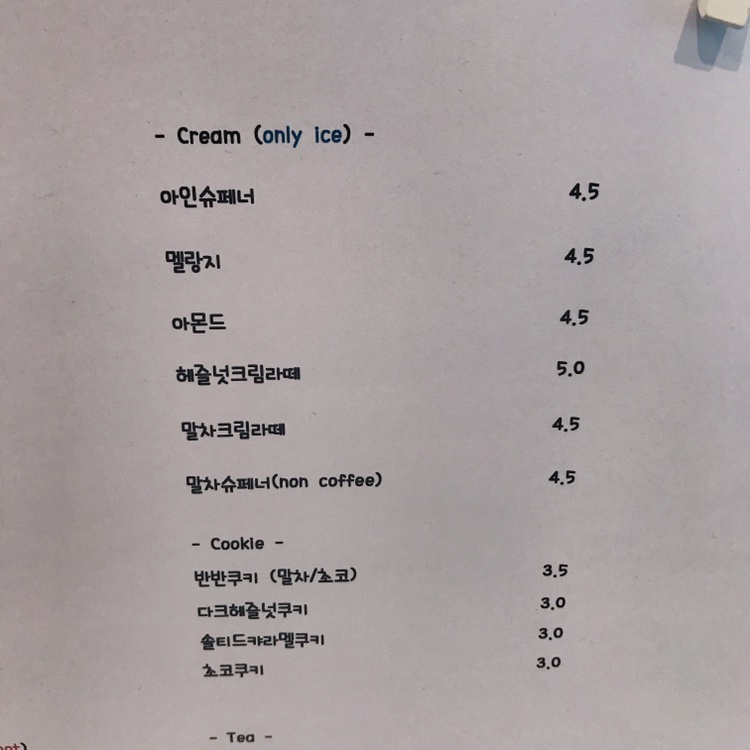 - Cream (only ice) -
아인슈페너 4.5
멜랑지 4.5
아몬드 4.5
헤즐넛크림라떼 5.0
말차크림라떼 4.5
말차슈페너(non coffee) 4.5
- Cookie -
반반쿠키 (말차/초코) 3.5
다크헤즐넛쿠키 3.0
솔티드캬라멜쿠키 3.0
초코쿠키 3.0
- Tea -